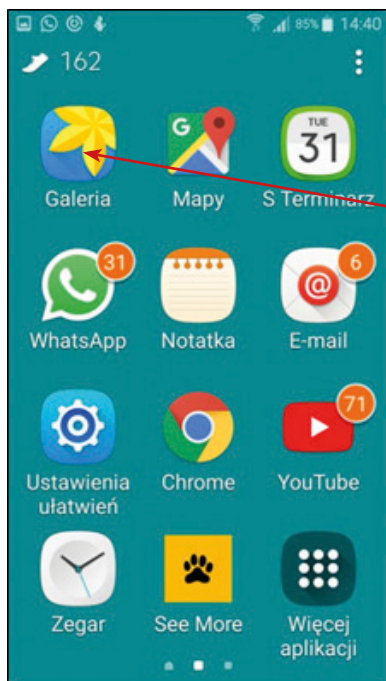 85% 14:40
162
G
TUE
31
Galeria Mapy S Terminarz
31 6
@
WhatsApp Notatka E-mail
71
Ustawienia ułatwień Chrome YouTube
Zegar See More Więcej aplikacji